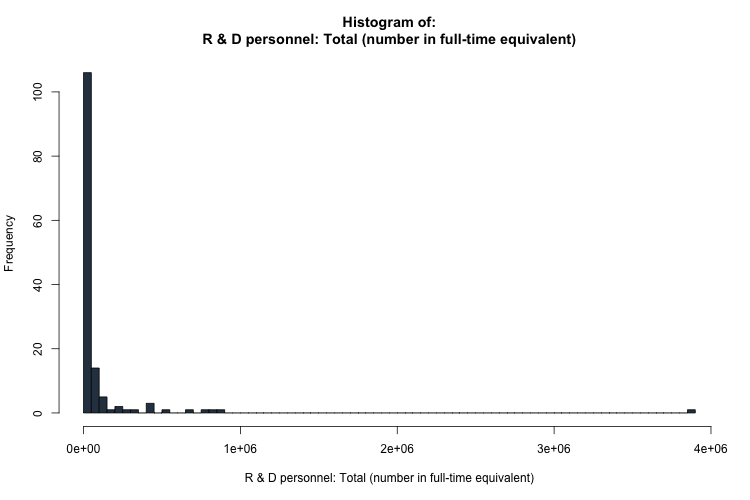 Histogram of:
R & D personnel: Total (number in full-time equivalent)
100
80
60
40
20
0
Frequency
0e+00 1e+06 2e+06 3e+06 4e+06
R & D personnel: Total (number in full-time equivalent)